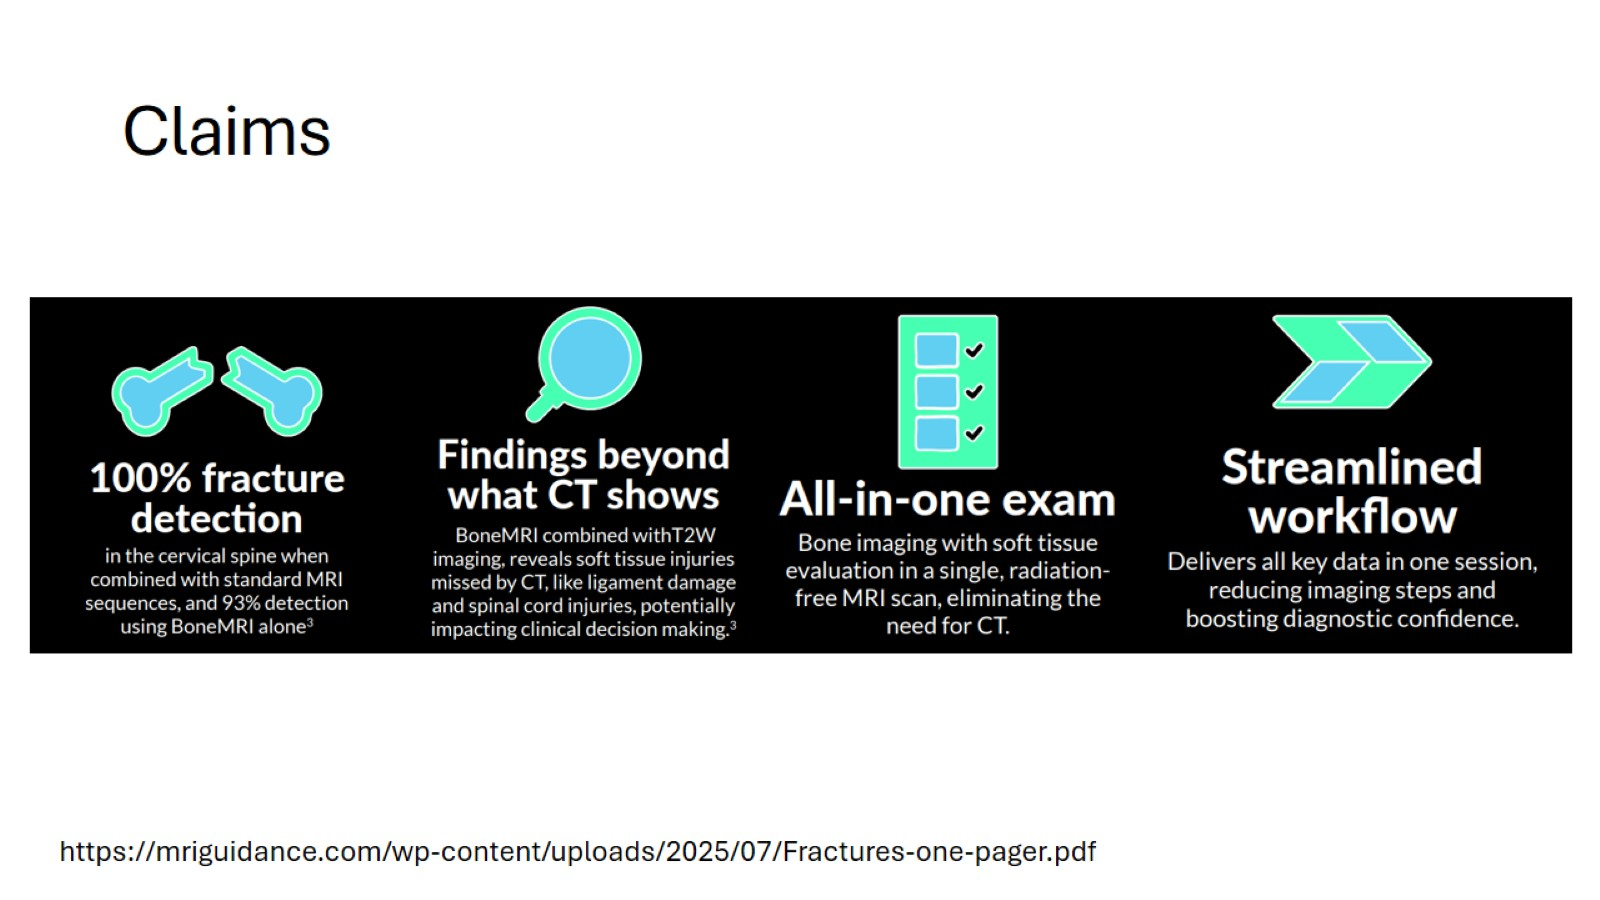 Claims
100% fracture
detection
in the cervical spine when
combined with standard MRI
sequences, and 93% detection
using BoneMRI alone³
Findings beyond
what CT shows
BoneMRI combined withT2W
imaging, reveals soft tissue injuries
missed by CT, like ligament damage
and spinal cord injuries, potentially
impacting clinical decision making.³
All-in-one exam
Bone imaging with soft tissue
evaluation in a single, radiation-
free MRI scan, eliminating the
need for CT.
Streamlined
workflow
Delivers all key data in one session,
reducing imaging steps and
boosting diagnostic confidence.
https://mriguidance.com/wp-content/uploads/2025/07/Fractures-one-pager.pdf